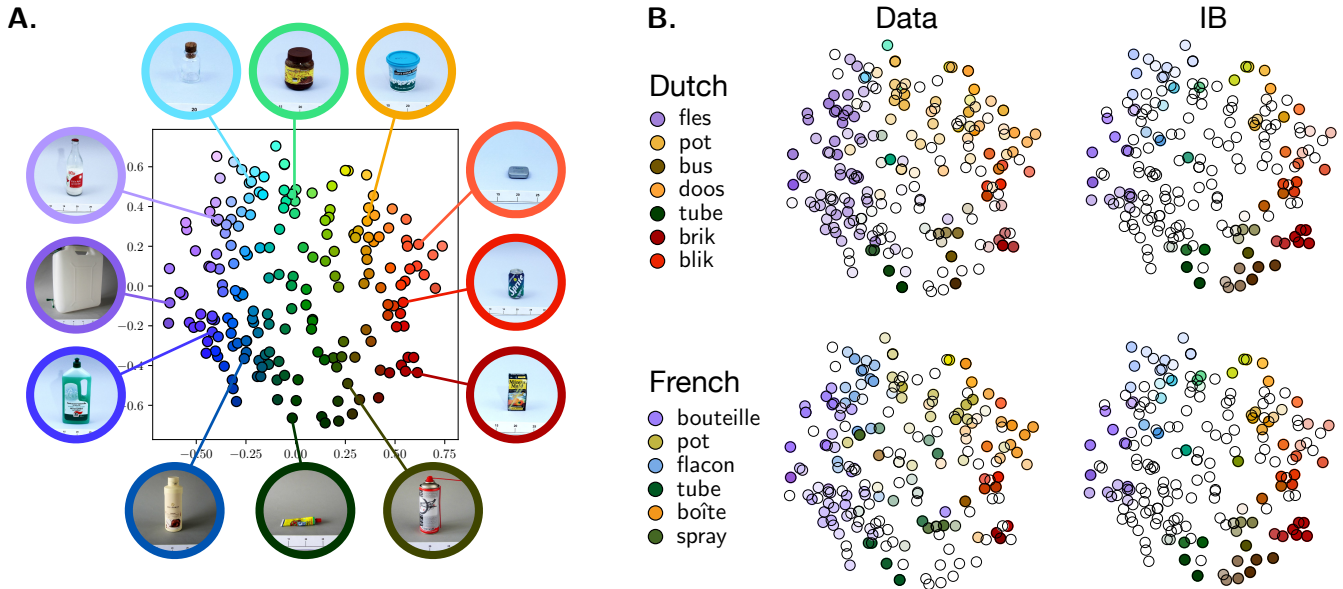 A.
B.
Data
IB
Dutch
fles
pot
bus
doos
tube
brik
blik
French
bouteille
pot
flacon
tube
boîte
spray
0.6
0.4
0.2
0.0
−0.2
−0.4
−0.6
−0.50
−0.25
0.00
0.25
0.50
0.75
20
Sprite